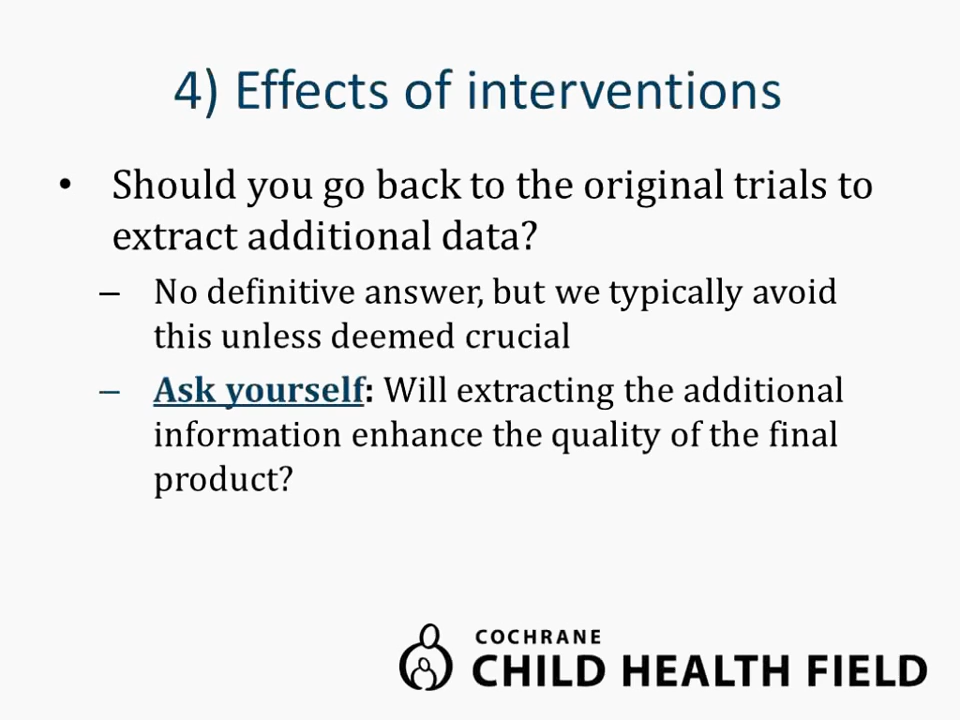 4) Effects of interventions
• Should you go back to the original trials to
extract additional data?
– No definitive answer, but we typically avoid
this unless deemed crucial
– Ask yourself: Will extracting the additional
information enhance the quality of the final
product?
COCHRANE
CHILD HEALTH FIELD